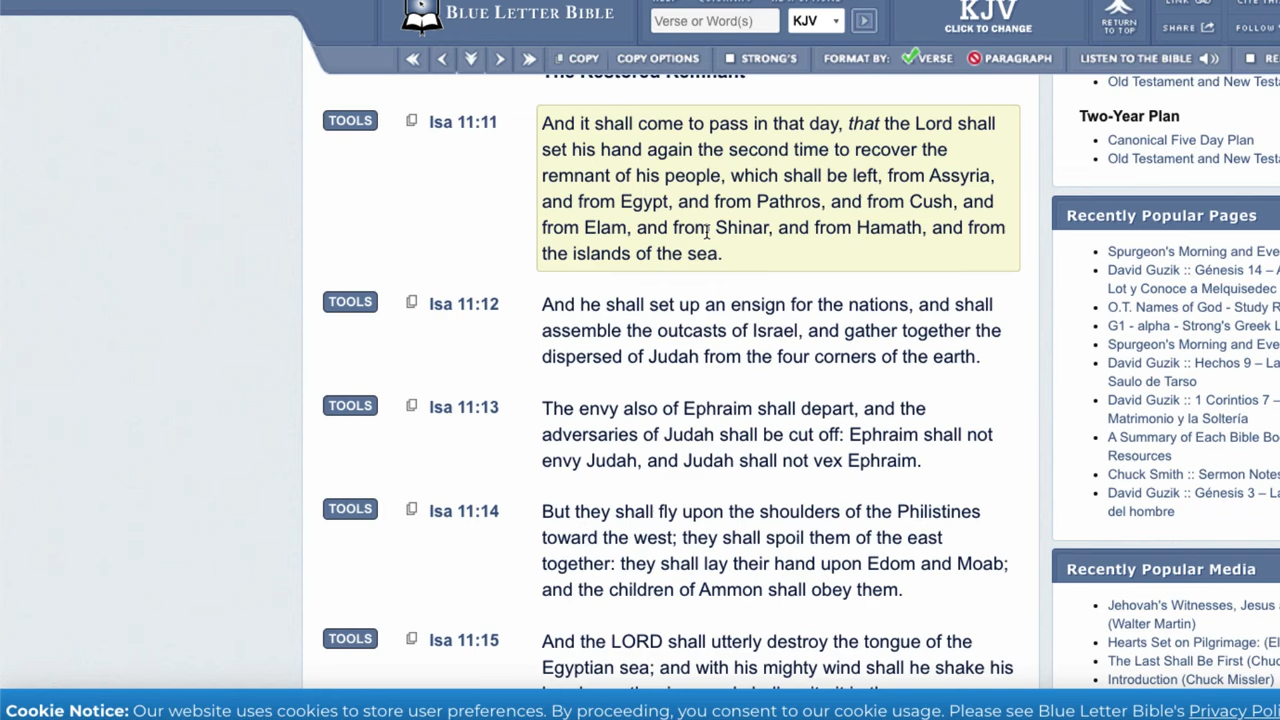 BLUE LETTER BIBLE
Verse or Word(s)
KJV
KJV
CLICK TO CHANGE
RETURN
TO TOP
SHARE
FOLLOW
COPY
COPY OPTIONS
STRONG'S
FORMAT BY:
VERSE
PARAGRAPH
LISTEN TO THE BIBLE
RE
The Restored Remnant
TOOLS
Isa 11:11
And it shall come to pass in that day, that the Lord shall
set his hand again the second time to recover the
remnant of his people, which shall be left, from Assyria,
and from Egypt, and from Pathros, and from Cush, and
from Elam, and from Shinar, and from Hamath, and from
the islands of the sea.
TOOLS
Isa 11:12
And he shall set up an ensign for the nations, and shall
assemble the outcasts of Israel, and gather together the
dispersed of Judah from the four corners of the earth.
TOOLS
Isa 11:13
The envy also of Ephraim shall depart, and the
adversaries of Judah shall be cut off: Ephraim shall not
envy Judah, and Judah shall not vex Ephraim.
TOOLS
Isa 11:14
But they shall fly upon the shoulders of the Philistines
toward the west; they shall spoil them of the east
together: they shall lay their hand upon Edom and Moab;
and the children of Ammon shall obey them.
TOOLS
Isa 11:15
And the LORD shall utterly destroy the tongue of the
Egyptian sea; and with his mighty wind shall he shake his
Old Testament and New Testa
Two-Year Plan
Canonical Five Day Plan
Old Testament and New Testa
Recently Popular Pages
Spurgeon's Morning and Eve
David Guzik :: Génesis 14 – A
Lot y Conoce a Melquisedec
O.T. Names of God - Study R
G1 - alpha - Strong's Greek L
Spurgeon's Morning and Eve
David Guzik :: Hechos 9 – La
Saulo de Tarso
David Guzik :: 1 Corintios 7 –
Matrimonio y la Soltería
A Summary of Each Bible Bo
Resources
Chuck Smith :: Sermon Notes
David Guzik :: Génesis 3 – La
del hombre
Recently Popular Media
Jehovah's Witnesses, Jesus a
(Walter Martin)
Hearts Set on Pilgrimage: (El
The Last Shall Be First (Chuc
Introduction (Chuck Missler)
Cookie Notice: Our website uses cookies to store user preferences. By proceeding, you consent to our cookie usage. Please see Blue Letter Bible's Privacy Poli